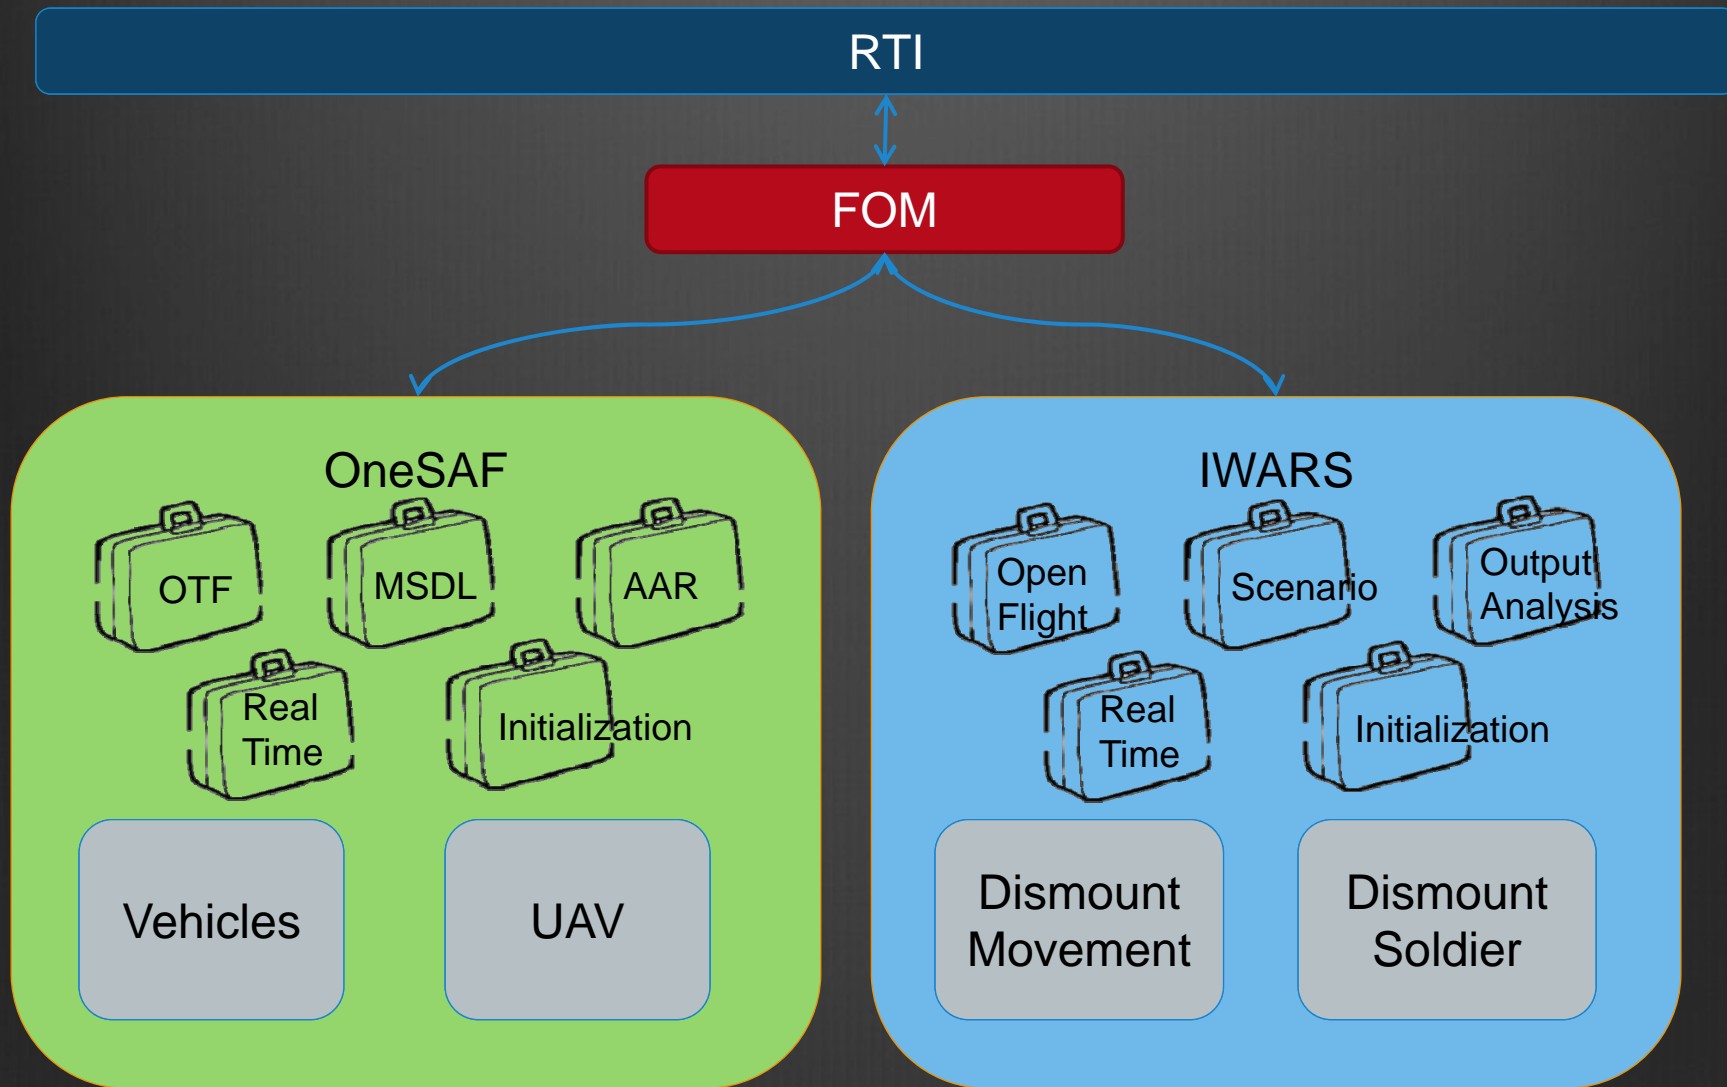 RTI
FOM
OneSAF
OTF
MSDL
AAR
Real
Time
Initialization
Vehicles
UAV
IWARS
Open
Flight
Scenario
Output
Analysis
Real
Time
Initialization
Dismount
Movement
Dismount
Soldier